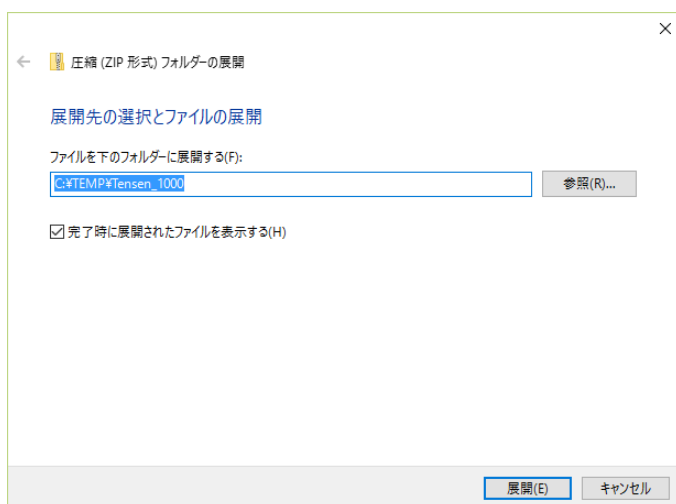 圧縮 (ZIP 形式) フォルダーの展開
展開先の選択とファイルの展開
ファイルを下のフォルダーに展開する(F):
C:¥TEMP¥Tensen_1000
参照(R)...
完了時に展開されたファイルを表示する(H)
展開(E)
キャンセル